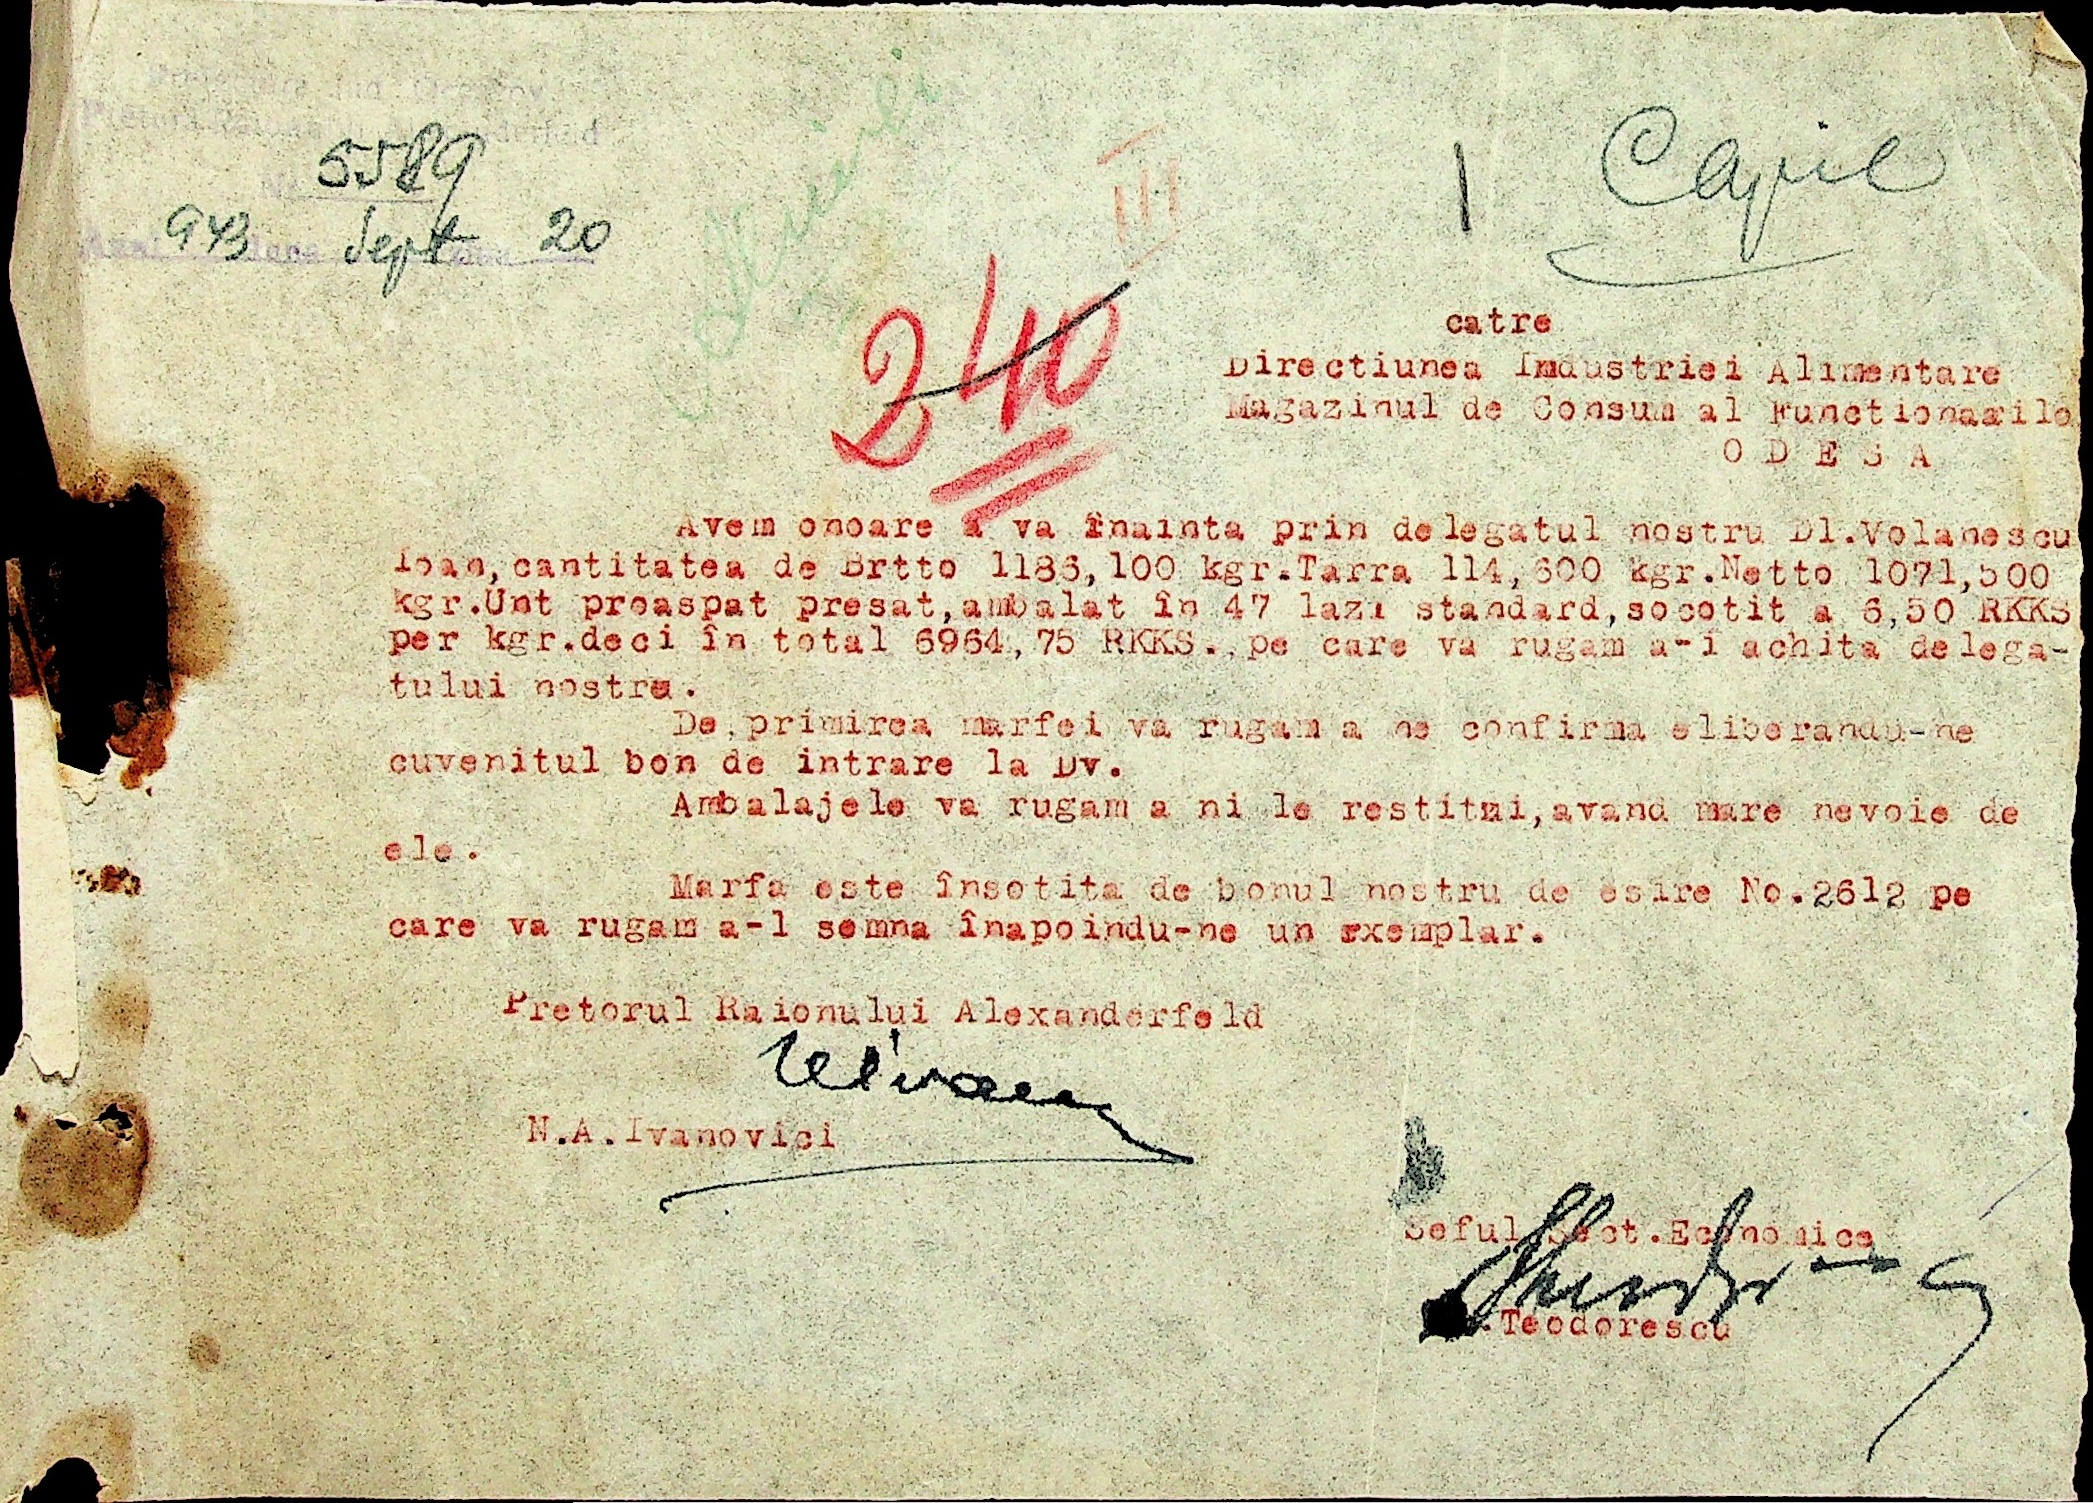 5589
943 Sept 20
III
240
catre
Directiunea Imdustriei Alimentare
Magazinul de Consum al Functionarilo
O D E S A
Avem onoare a va înainta prin delegatul nostru Dl.Volanescu
Ioan,cantitatea de Brtto 1186,100 kgr.Tarra 114,600 kgr.Netto 1071,500
kgr.Unt proaspat presat,ambalat în 47 lazi standard,socotit a 6,50 RKKS
per kgr.deci în total 6964,75 RKKS.,pe care va rugam a-i achita delega-
tului nostru.
De primirea marfei va rugam a ne confirma eliberandu-ne
cuvenitul bon de intrare la Dv.
Ambalajele va rugam a ni le restitui,avand mare nevoie de
ele.
Marfa este însotita de bonul nostru de esire No.2612 pe
care va rugam a-l semna înapoindu-ne un exemplar.
Pretorul Raionului Alexanderfeld
N.A.Ivanovici
Seful Sect.Economica
.Teodorescu